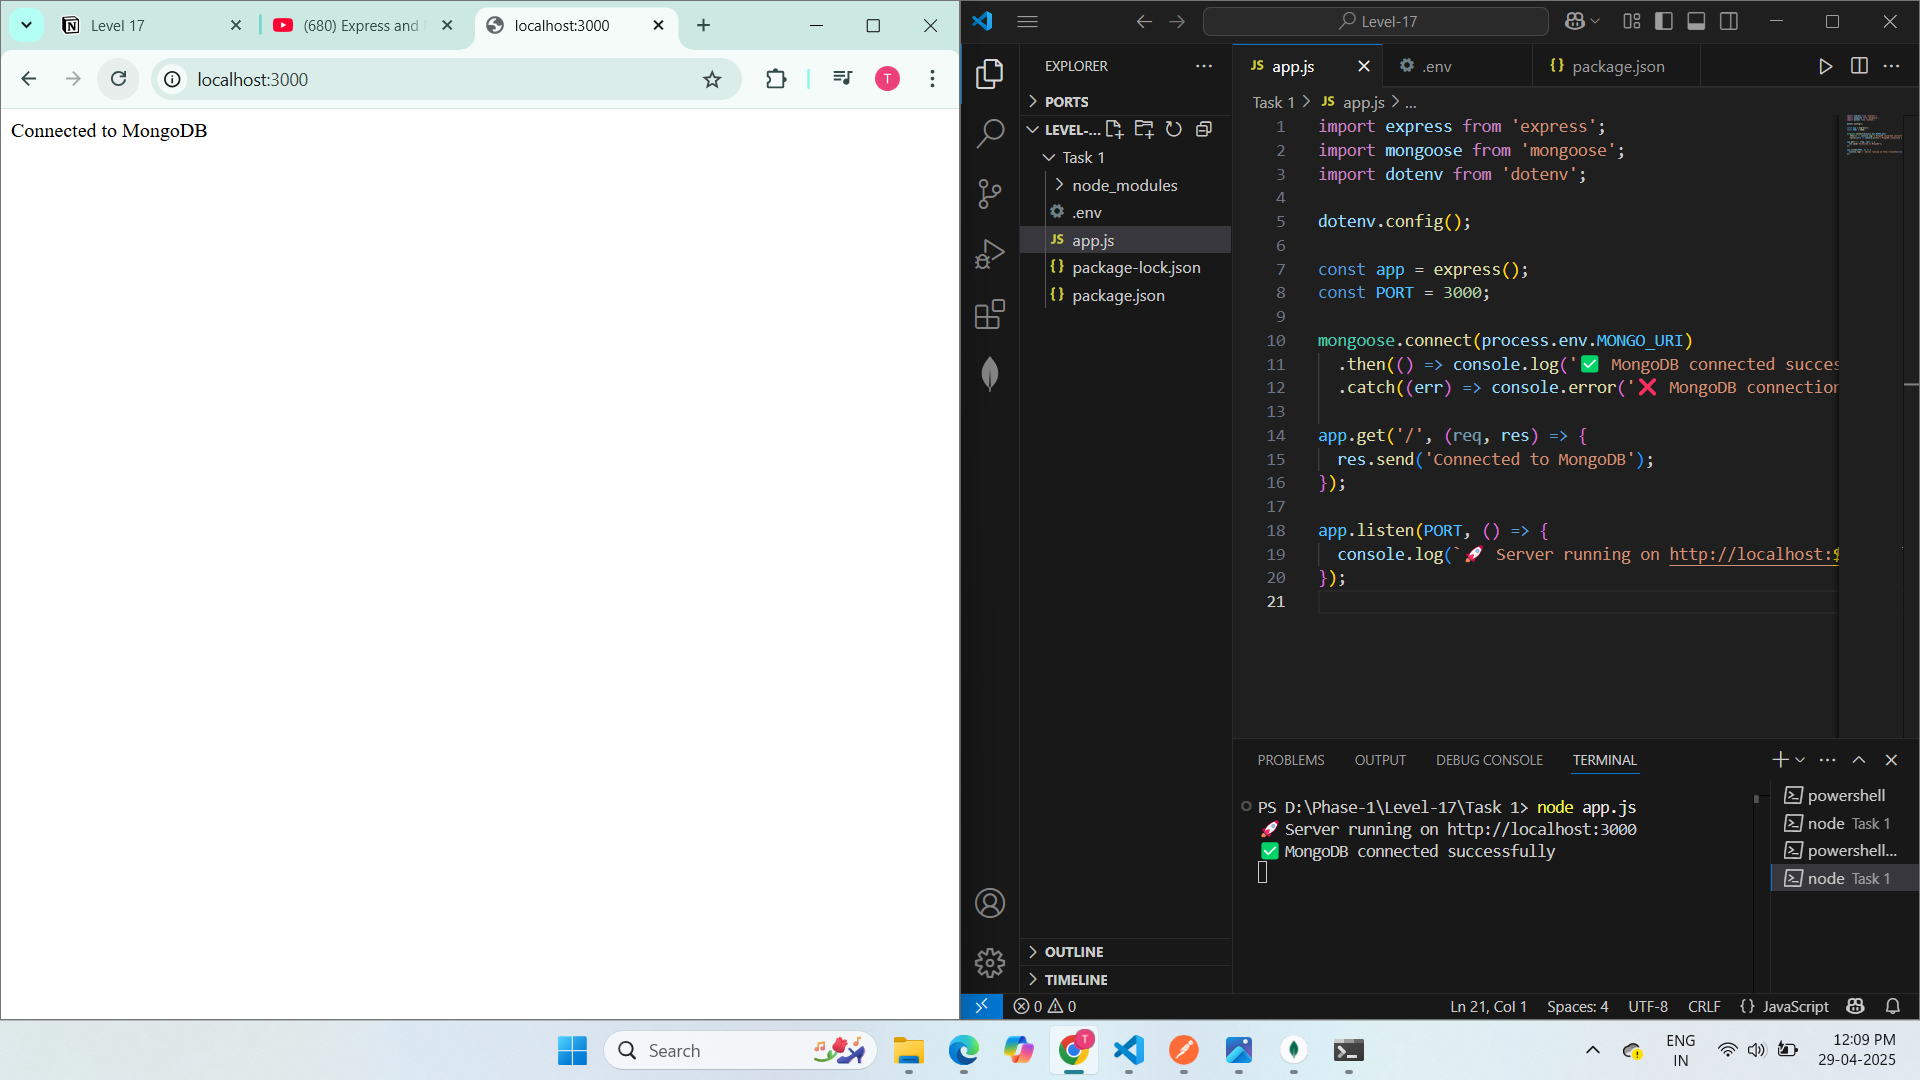 Level 17
(680) Express and
localhost:3000
localhost:3000
T
Connected to MongoDB
Level-17
EXPLORER
PORTS
LEVEL-...
Task 1
node_modules
.env
app.js
package-lock.json
package.json
OUTLINE
TIMELINE
app.js
.env
package.json
Task 1 > JS app.js > ...
1 import express from 'express';
2 import mongoose from 'mongoose';
3 import dotenv from 'dotenv';
4
5 dotenv.config();
6
7 const app = express();
8 const PORT = 3000;
9
10 mongoose.connect(process.env.MONGO_URI)
11 .then(() => console.log('✅ MongoDB connected succes
12 .catch((err) => console.error('❌ MongoDB connection
13
14 app.get('/', (req, res) => {
15 res.send('Connected to MongoDB');
16 });
17
18 app.listen(PORT, () => {
19 console.log(`🚀 Server running on http://localhost:$
20 });
21
PROBLEMS OUTPUT DEBUG CONSOLE TERMINAL
PS D:\Phase-1\Level-17\Task 1> node app.js
🚀 Server running on http://localhost:3000
✅ MongoDB connected successfully
powershell
node Task 1
powershell...
node Task 1
0 0
Ln 21, Col 1 Spaces: 4 UTF-8 CRLF {} JavaScript
Search
T
ENG
IN
12:09 PM
29-04-2025